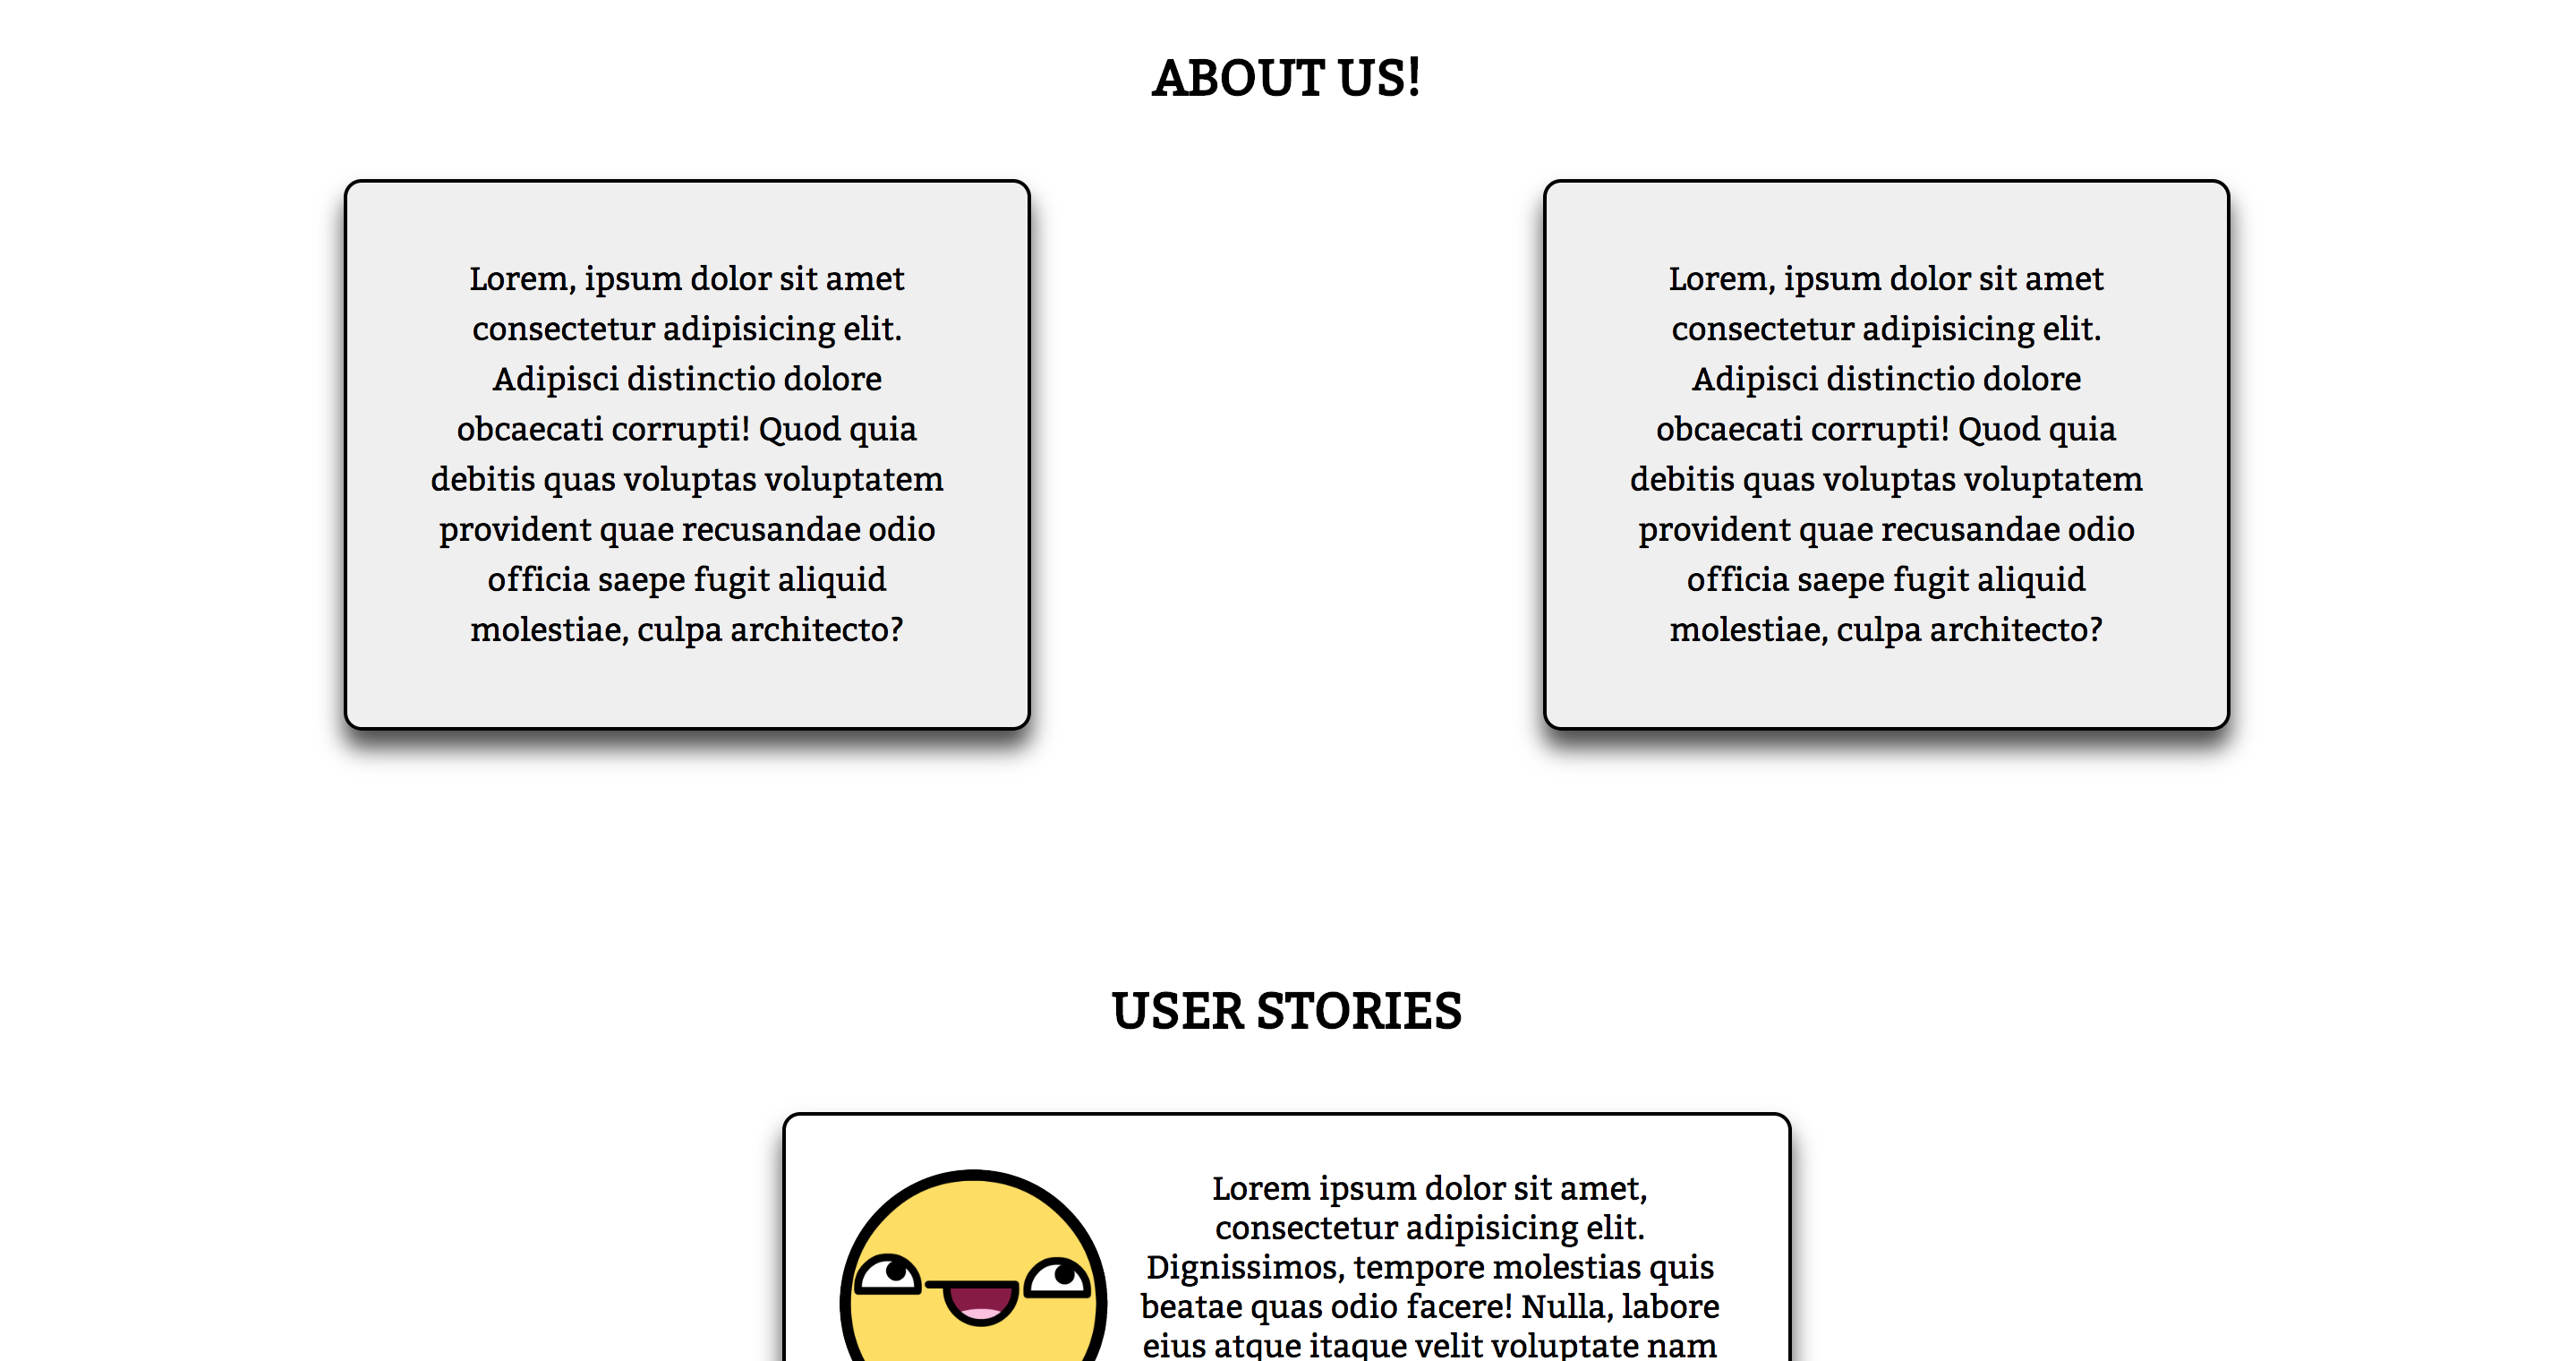 ABOUT US!
Lorem, ipsum dolor sit amet
consectetur adipisicing elit.
Adipisci distinctio dolore
obcaecati corrupti! Quod quia
debitis quas voluptas voluptatem
provident quae recusandae odio
officia saepe fugit aliquid
molestiae, culpa architecto?
Lorem, ipsum dolor sit amet
consectetur adipisicing elit.
Adipisci distinctio dolore
obcaecati corrupti! Quod quia
debitis quas voluptas voluptatem
provident quae recusandae odio
officia saepe fugit aliquid
molestiae, culpa architecto?
USER STORIES
Lorem ipsum dolor sit amet,
consectetur adipisicing elit.
Dignissimos, tempore molestias quis
beatae quas odio facere! Nulla, labore
eius atque itaque velit voluptate nam